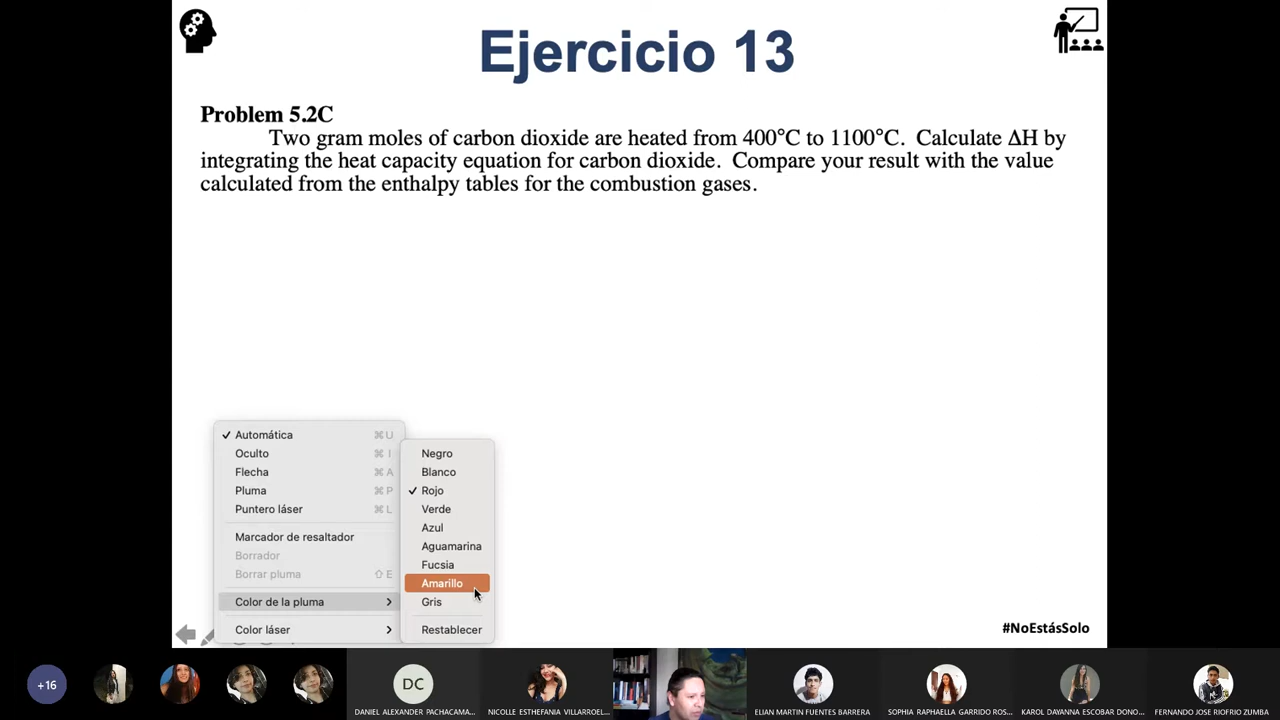 Ejercicio 13
Problem 5.2C
Two gram moles of carbon dioxide are heated from 400°C to 1100°C. Calculate ΔH by
integrating the heat capacity equation for carbon dioxide. Compare your result with the value
calculated from the enthalpy tables for the combustion gases.
✓ Automática ⌘U
Oculto ⌘I
Flecha ⌘A
Pluma ⌘P
Puntero láser ⌘L
Marcador de resaltador
Borrador
Borrar pluma ⇧E
Color de la pluma >
Color láser >
Negro
Blanco
✓ Rojo
Verde
Azul
Aguamarina
Fucsia
Amarillo
Gris
Restablecer
#NoEstásSolo
+16
DC
DANIEL ALEXANDER PACHACAMA...
NICOLLE ESTHEFANIA VILLARROEL...
ELIAN MARTIN FUENTES BARRERA
SOPHIA RAPHAELLA GARRIDO ROS...
KAROL DAYANNA ESCOBAR DONO...
FERNANDO JOSE RIOFRIO ZUMBA